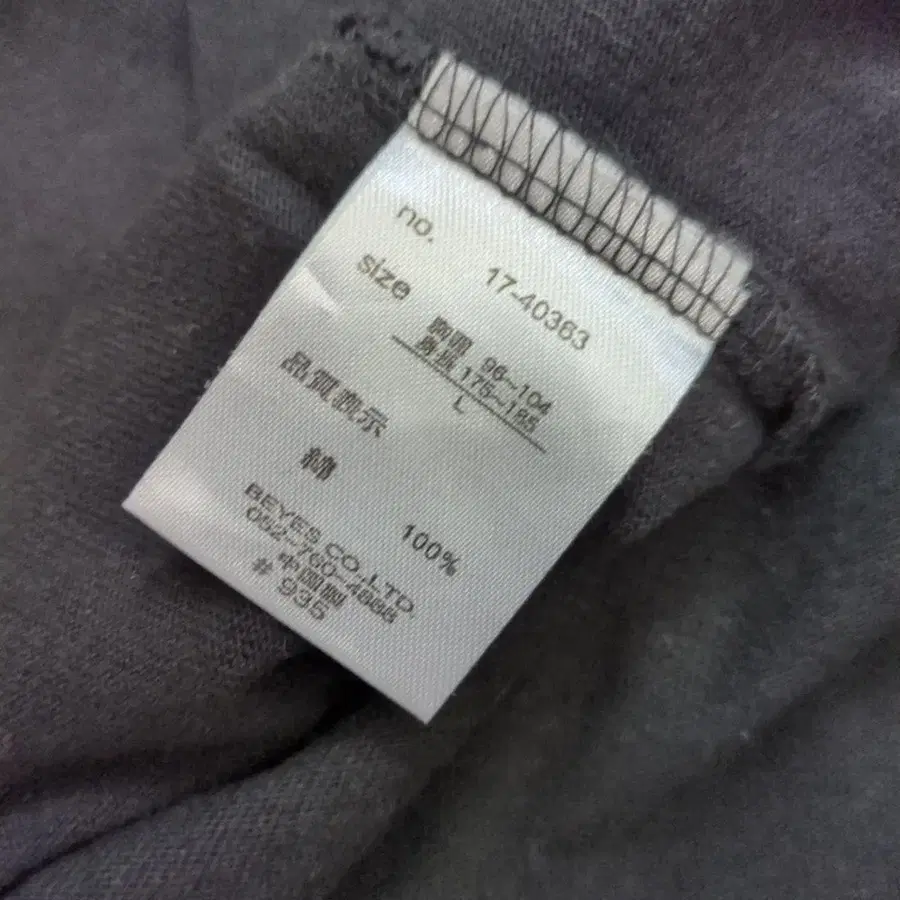 no. 17-40363
size 胸囲 96~104
身長 175~185
L
品質表示
綿 100%
BEYES CO.,LTD.
052-760-4888
中国製
# 935